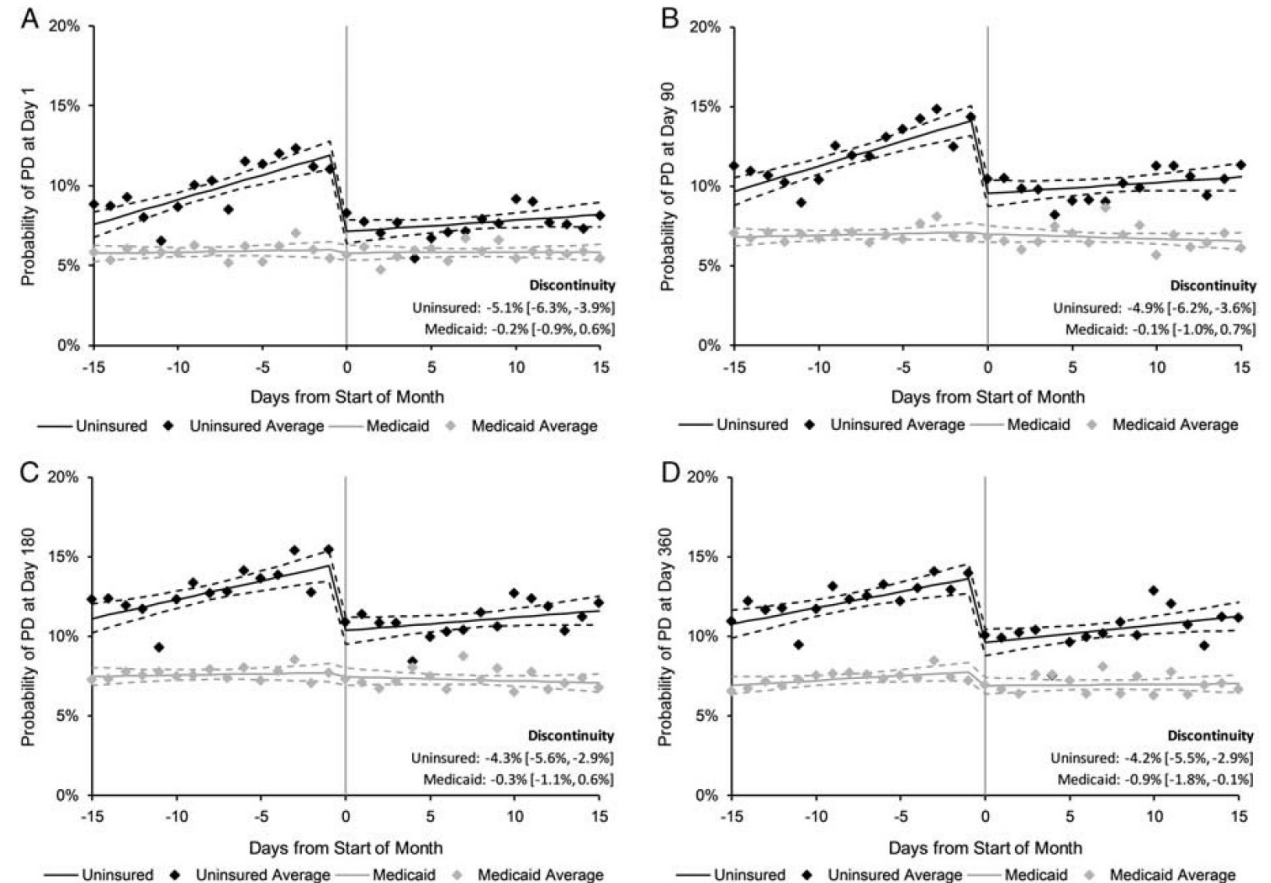 A
20%
15%
10%
5%
0%
Probability of PD at Day 1
-15 -10 -5 0 5 10 15
Days from Start of Month
Discontinuity
Uninsured: -5.1% [-6.3%, -3.9%]
Medicaid: -0.2% [-0.9%, 0.6%]
Uninsured Uninsured Average Medicaid Medicaid Average
B
20%
15%
10%
5%
0%
Probability of PD at Day 90
-15 -10 -5 0 5 10 15
Days from Start of Month
Discontinuity
Uninsured: -4.9% [-6.2%, -3.6%]
Medicaid: -0.1% [-1.0%, 0.7%]
Uninsured Uninsured Average Medicaid Medicaid Average
C
20%
15%
10%
5%
0%
Probability of PD at Day 180
-15 -10 -5 0 5 10 15
Days from Start of Month
Discontinuity
Uninsured: -4.3% [-5.6%, -2.9%]
Medicaid: -0.3% [-1.1%, 0.6%]
Uninsured Uninsured Average Medicaid Medicaid Average
D
20%
15%
10%
5%
0%
Probability of PD at Day 360
-15 -10 -5 0 5 10 15
Days from Start of Month
Discontinuity
Uninsured: -4.2% [-5.5%, -2.9%]
Medicaid: -0.9% [-1.8%, -0.1%]
Uninsured Uninsured Average Medicaid Medicaid Average